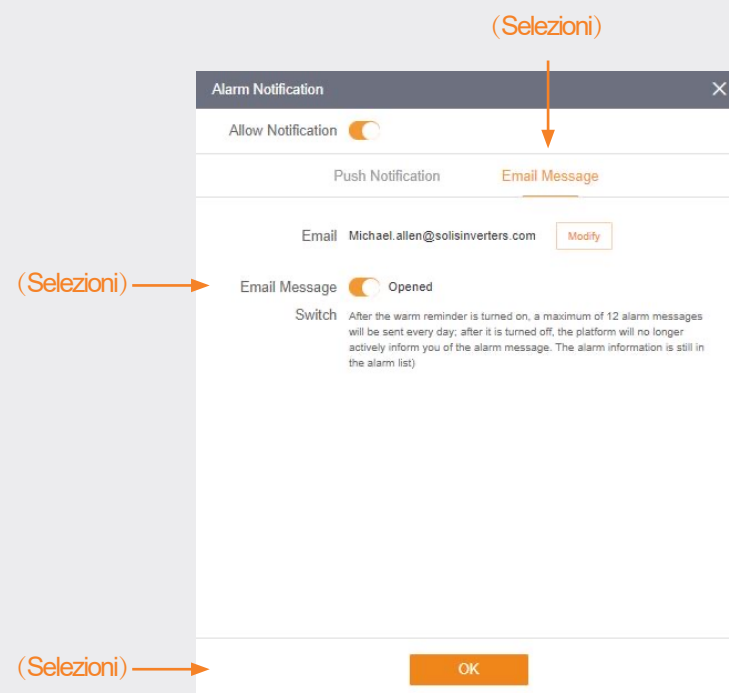 (Selezioni)
Alarm Notification
Allow Notification
Push Notification Email Message
Email Michael.allen@solisinverters.com Modify
(Selezioni) Email Message Opened
Switch After the warm reminder is turned on, a maximum of 12 alarm messages
will be sent every day; after it is turned off, the platform will no longer
actively inform you of the alarm message. The alarm information is still in
the alarm list)
(Selezioni) OK